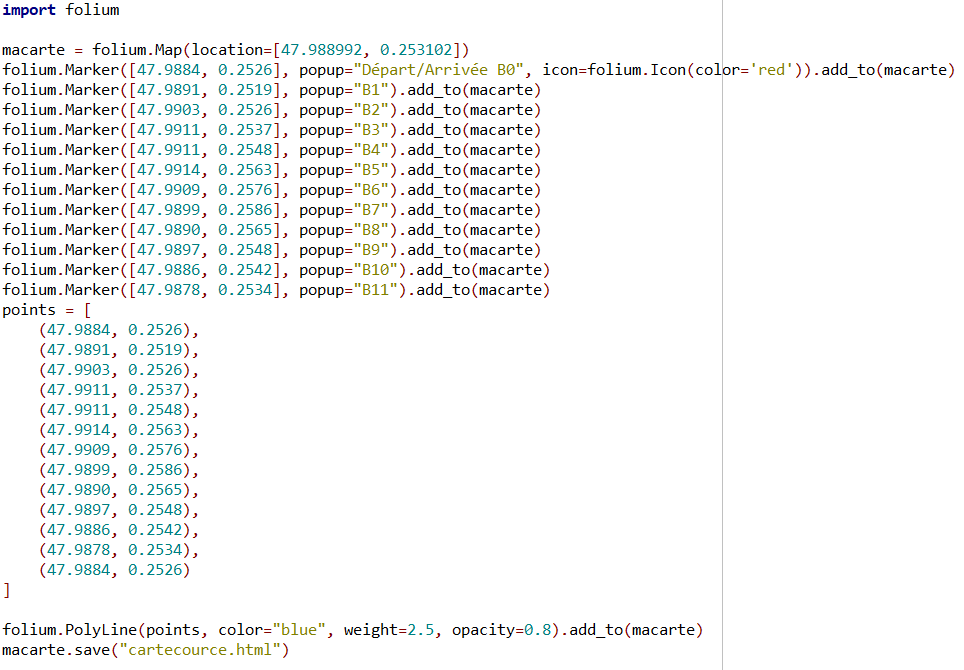 import folium

macarte = folium.Map(location=[47.988992, 0.253102])
folium.Marker([47.9884, 0.2526], popup="Départ/Arrivée B0", icon=folium.Icon(color='red')).add_to(macarte)
folium.Marker([47.9891, 0.2519], popup="B1").add_to(macarte)
folium.Marker([47.9903, 0.2526], popup="B2").add_to(macarte)
folium.Marker([47.9911, 0.2537], popup="B3").add_to(macarte)
folium.Marker([47.9911, 0.2548], popup="B4").add_to(macarte)
folium.Marker([47.9914, 0.2563], popup="B5").add_to(macarte)
folium.Marker([47.9909, 0.2576], popup="B6").add_to(macarte)
folium.Marker([47.9899, 0.2586], popup="B7").add_to(macarte)
folium.Marker([47.9890, 0.2565], popup="B8").add_to(macarte)
folium.Marker([47.9897, 0.2548], popup="B9").add_to(macarte)
folium.Marker([47.9886, 0.2542], popup="B10").add_to(macarte)
folium.Marker([47.9878, 0.2534], popup="B11").add_to(macarte)
points = [
    (47.9884, 0.2526),
    (47.9891, 0.2519),
    (47.9903, 0.2526),
    (47.9911, 0.2537),
    (47.9911, 0.2548),
    (47.9914, 0.2563),
    (47.9909, 0.2576),
    (47.9899, 0.2586),
    (47.9890, 0.2565),
    (47.9897, 0.2548),
    (47.9886, 0.2542),
    (47.9878, 0.2534),
    (47.9884, 0.2526)
]

folium.PolyLine(points, color="blue", weight=2.5, opacity=0.8).add_to(macarte)
macarte.save("cartecource.html")